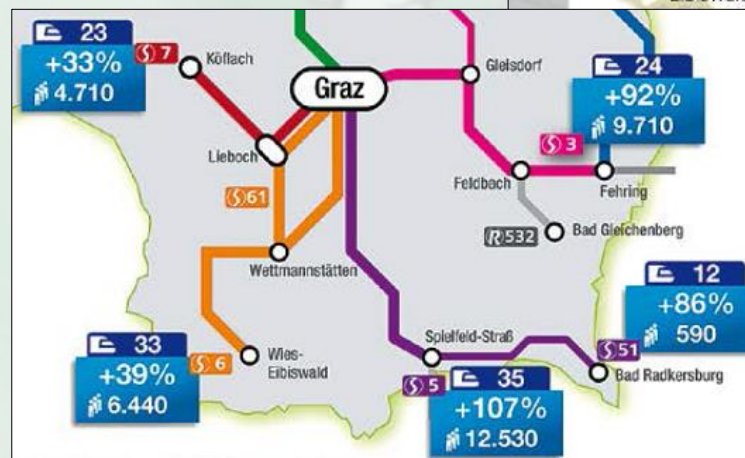 23
+33%
4.710
S 7
Köflach
Graz
Gleisdorf
24
+92%
9.710
Lieboch
S 3
S 61
Feldbach
Fehring
R 532
Bad Gleichenberg
Wettmannstätten
12
+86%
590
33
+39%
6.440
S 6
Wies-
Eibiswald
Spielfeld-Straß
S 51
Bad Radkersburg
S 5
35
+107%
12.530